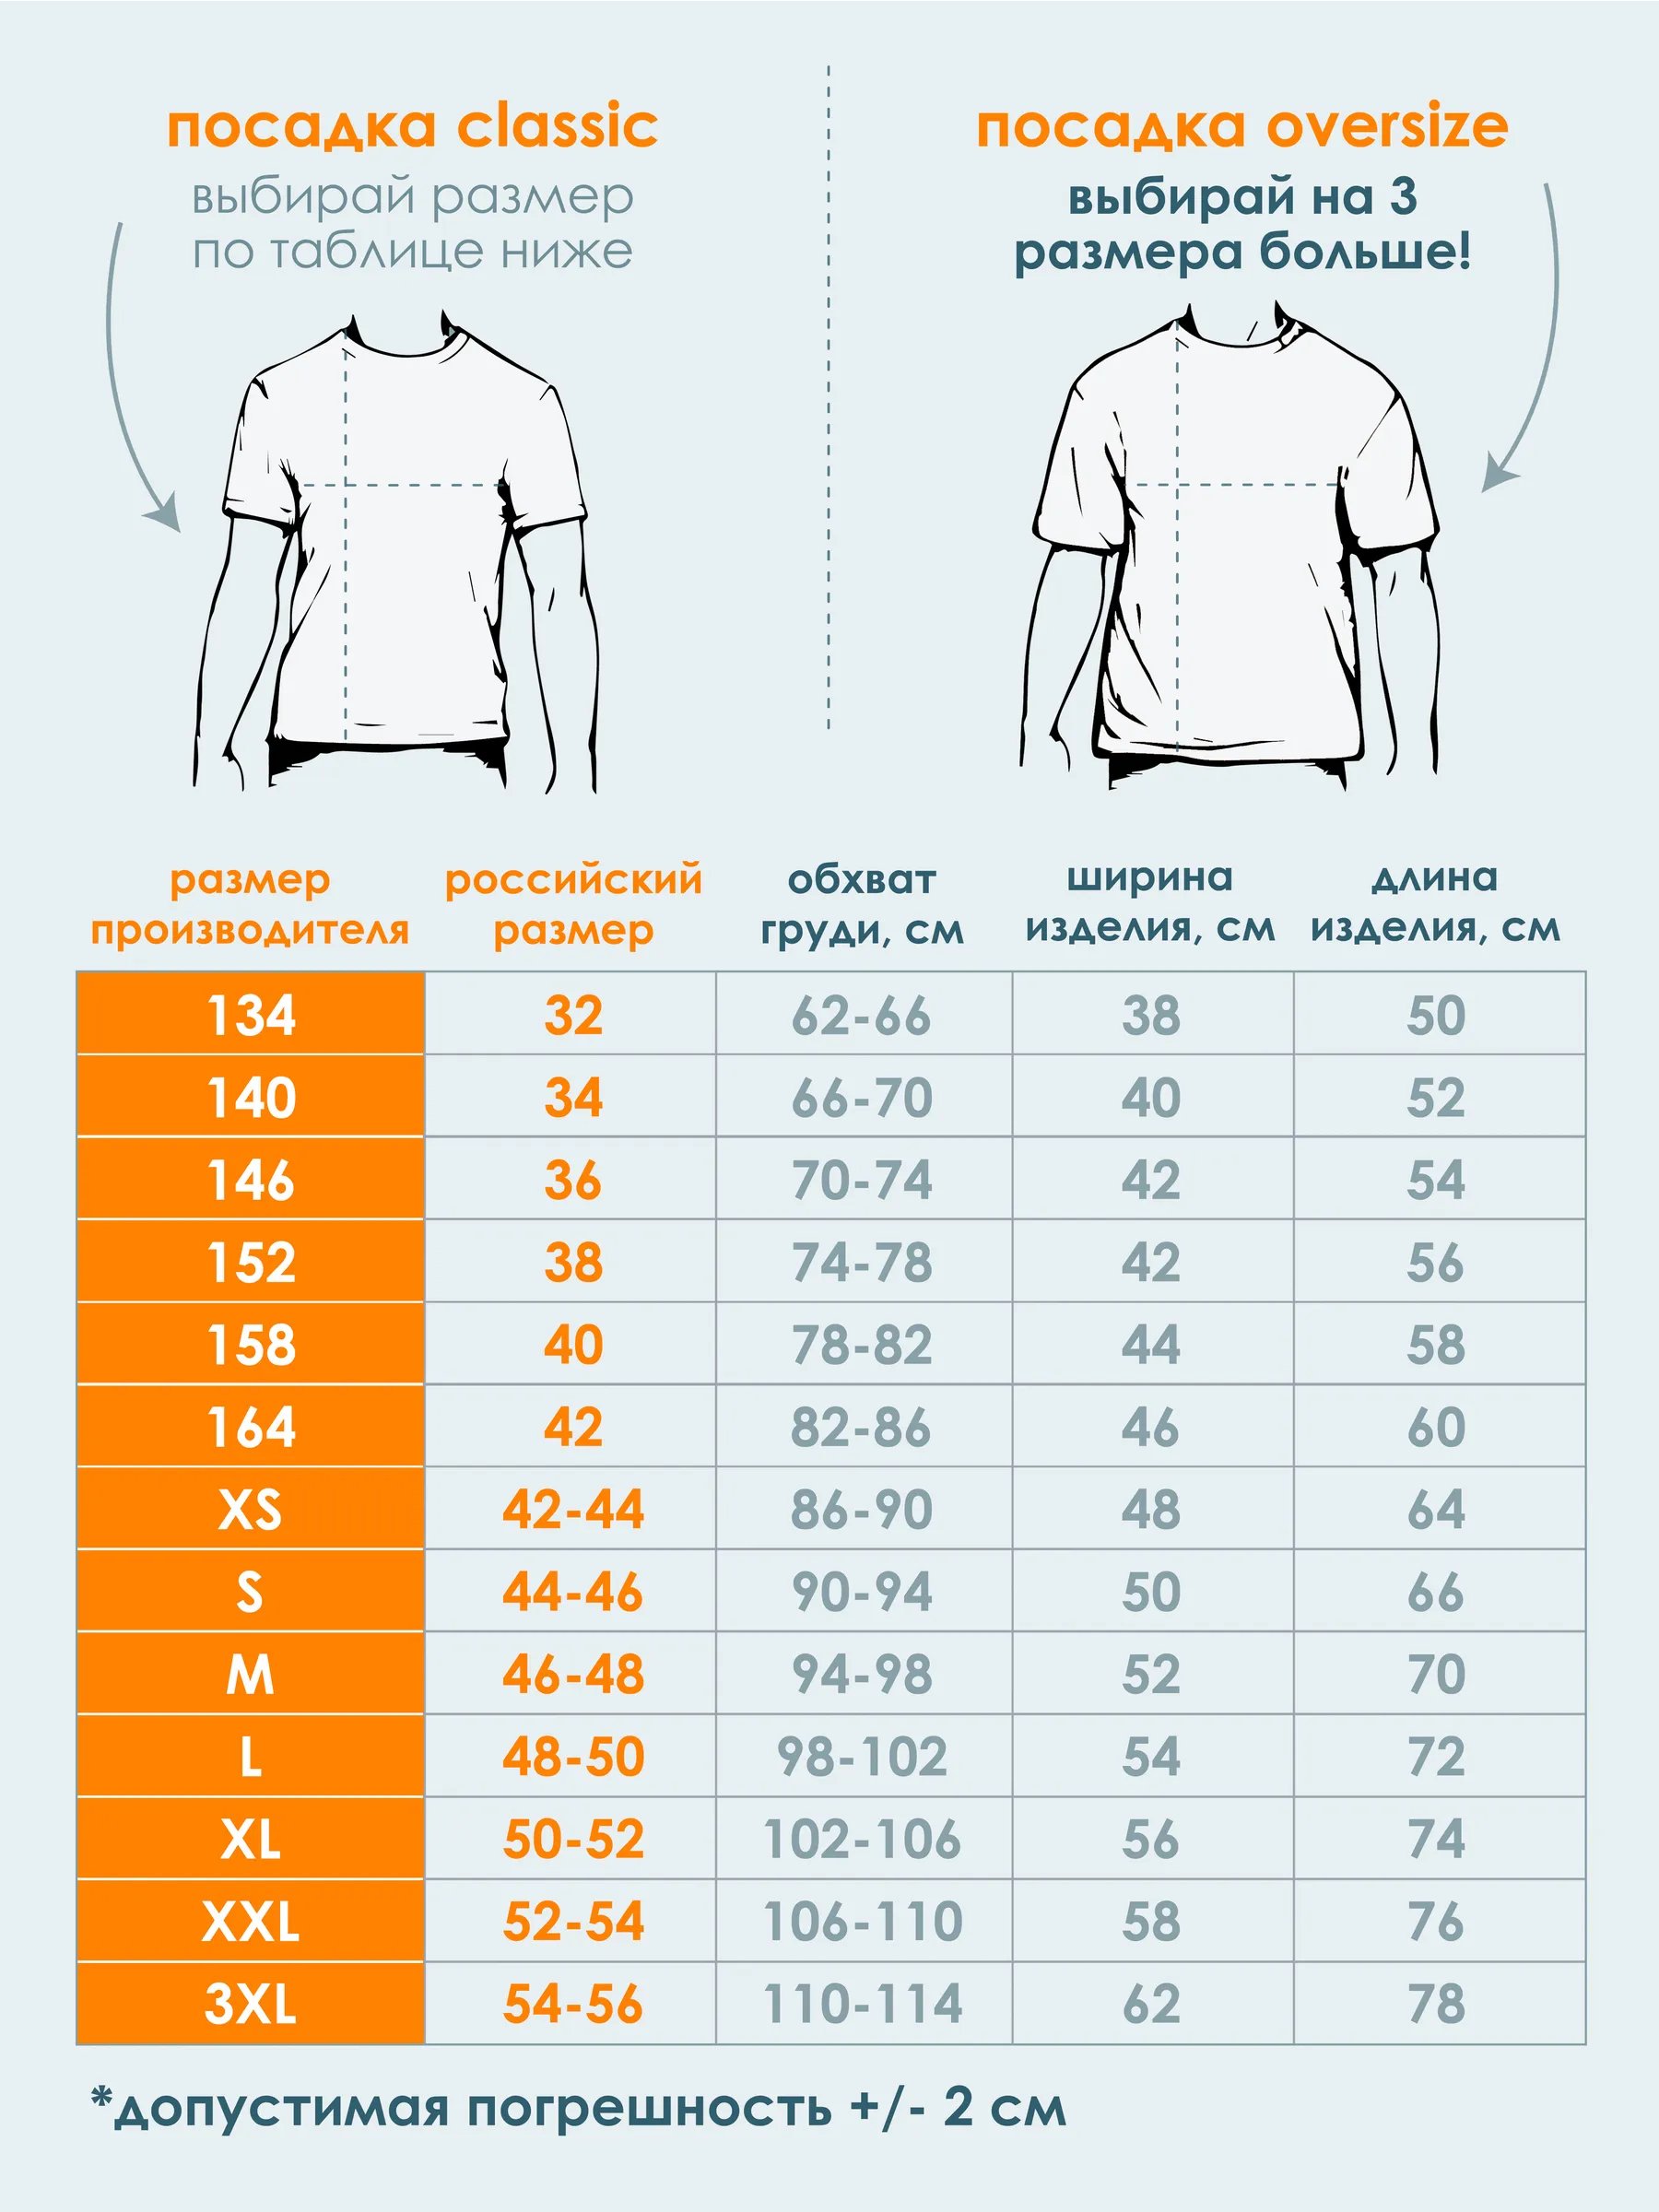 посадка classic
выбирай размер
по таблице ниже
посадка oversize
выбирай на 3
размера больше!
размер производителя российский размер обхват груди, см ширина изделия, см длина изделия, см
134 32 62-66 38 50
140 34 66-70 40 52
146 36 70-74 42 54
152 38 74-78 42 56
158 40 78-82 44 58
164 42 82-86 46 60
XS 42-44 86-90 48 64
S 44-46 90-94 50 66
M 46-48 94-98 52 70
L 48-50 98-102 54 72
XL 50-52 102-106 56 74
XXL 52-54 106-110 58 76
3XL 54-56 110-114 62 78
*допустимая погрешность +/- 2 см